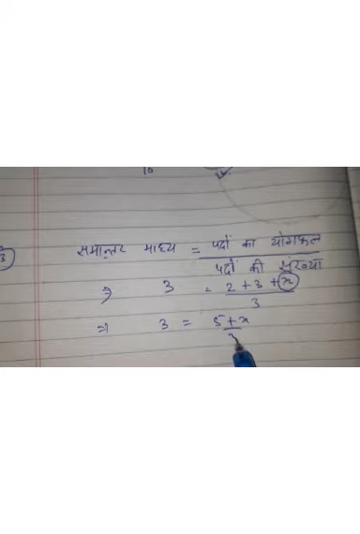 10
3
समान्तर माध्य = पदों का योगफल / पदों की संख्या
⇒ 3 = 2 + 3 + x / 3
⇒ 3 = 5 + x / 3